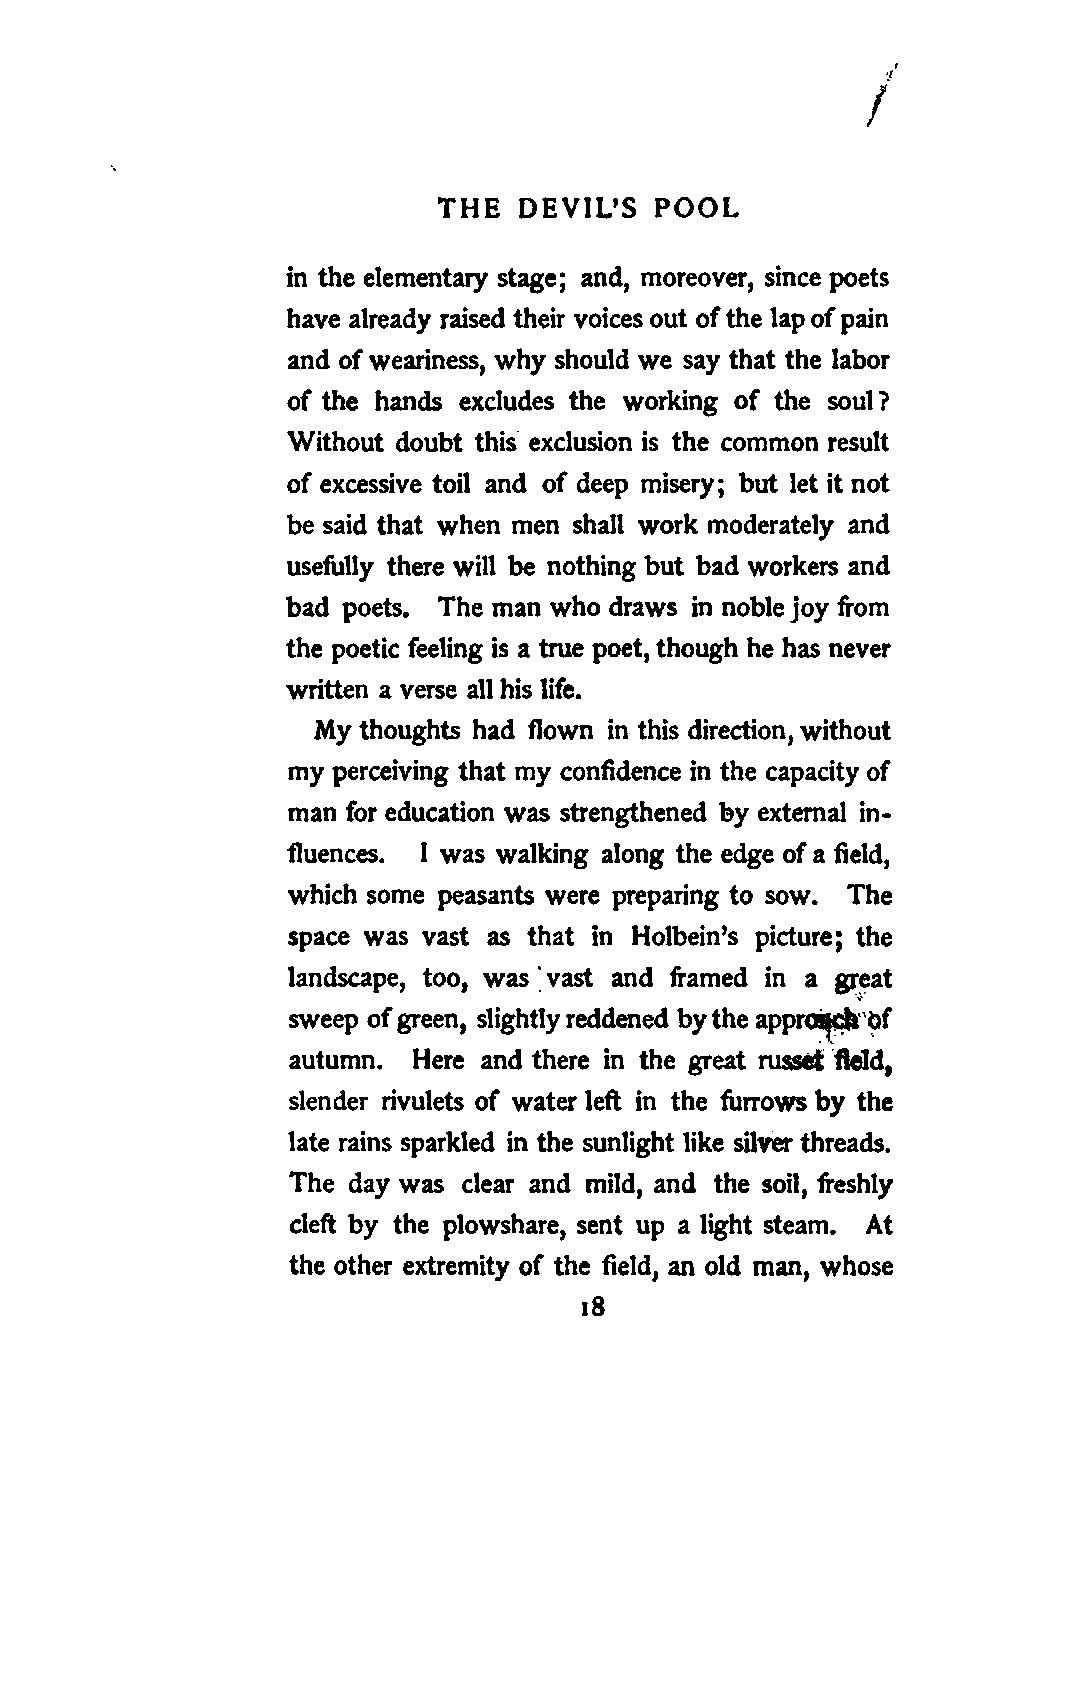 THE DEVIL'S POOL
in the elementary stage; and, moreover, since poets
have already raised their voices out of the lap of pain
and of weariness, why should we say that the labor
of the hands excludes the working of the soul?
Without doubt this exclusion is the common result
of excessive toil and of deep misery; but let it not
be said that when men shall work moderately and
usefully there will be nothing but bad workers and
bad poets. The man who draws in noble joy from
the poetic feeling is a true poet, though he has never
written a verse all his life.
My thoughts had flown in this direction, without
my perceiving that my confidence in the capacity of
man for education was strengthened by external in-
fluences. I was walking along the edge of a field,
which some peasants were preparing to sow. The
space was vast as that in Holbein's picture; the
landscape, too, was vast and framed in a great
sweep of green, slightly reddened by the approach of
autumn. Here and there in the great russet field,
slender rivulets of water left in the furrows by the
late rains sparkled in the sunlight like silver threads.
The day was clear and mild, and the soil, freshly
cleft by the plowshare, sent up a light steam. At
the other extremity of the field, an old man, whose
18